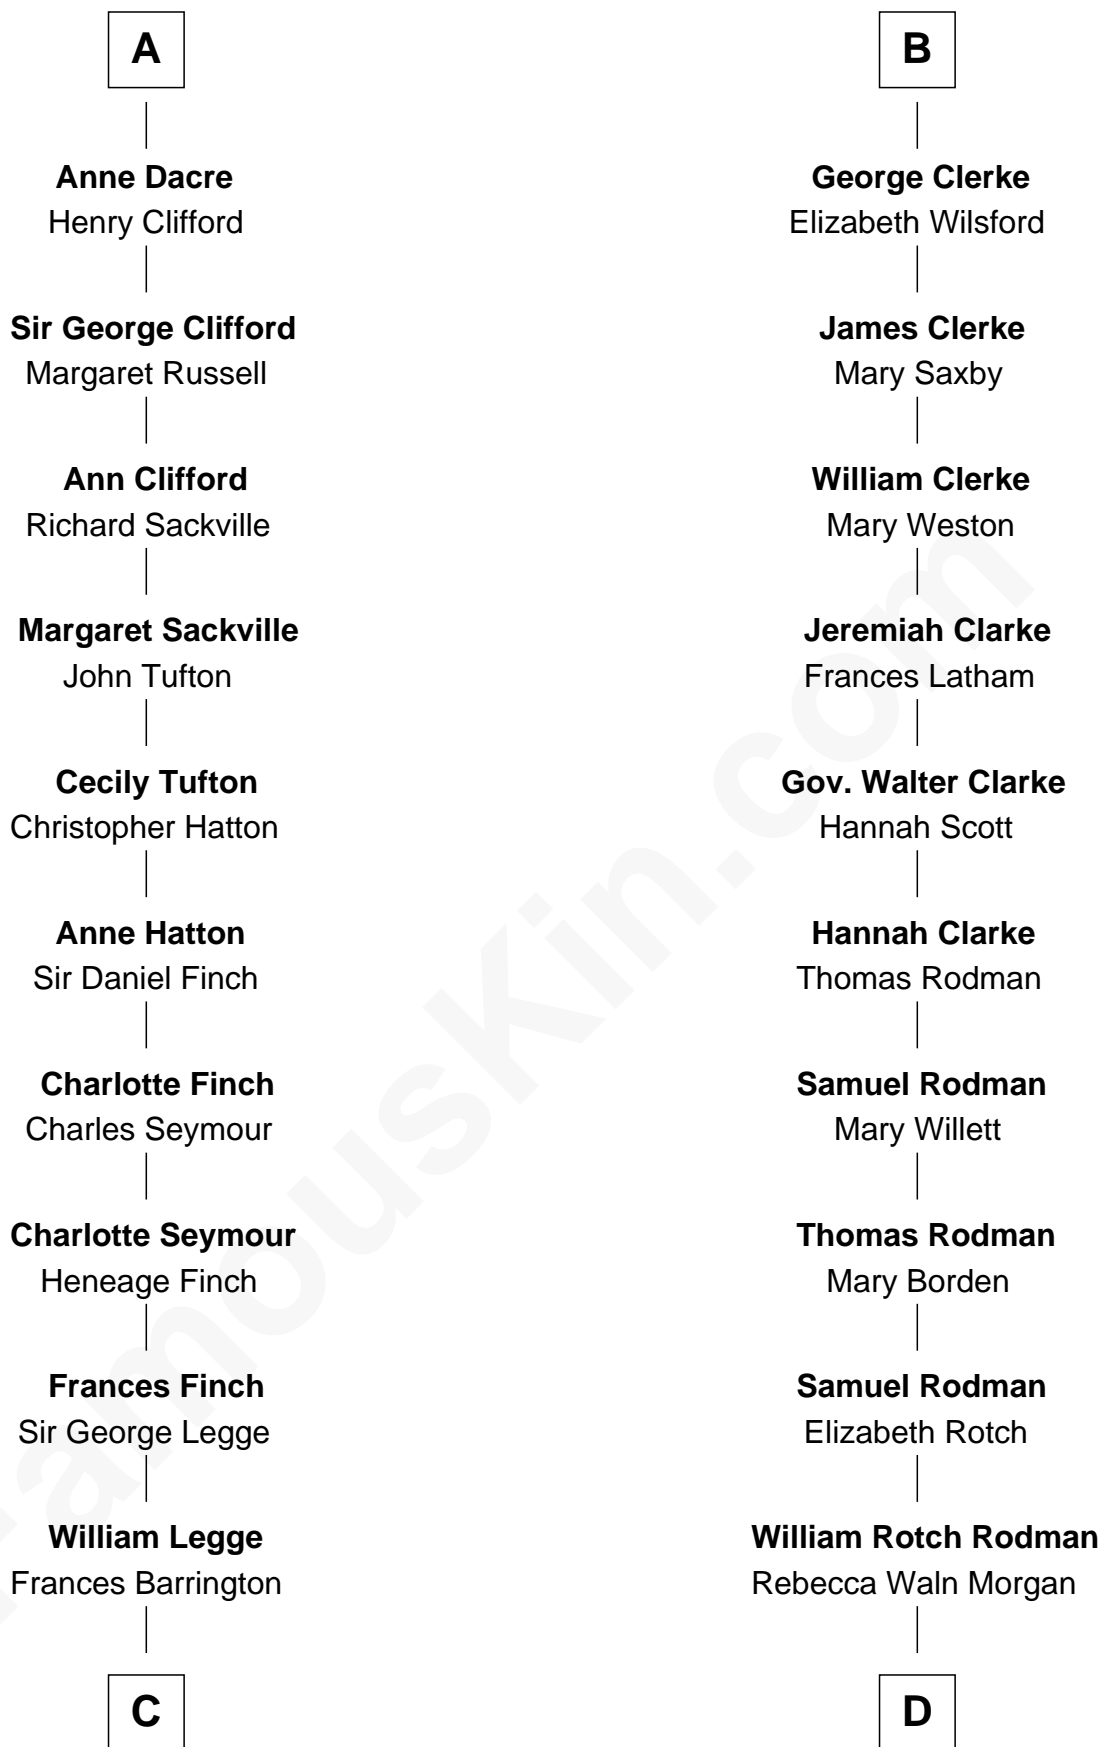 A
Anne Dacre
Henry Clifford
Sir George Clifford
Margaret Russell
Ann Clifford
Richard Sackville
Margaret Sackville
John Tufton
Cecily Tufton
Christopher Hatton
Anne Hatton
Sir Daniel Finch
Charlotte Finch
Charles Seymour
Charlotte Seymour
Heneage Finch
Frances Finch
Sir George Legge
William Legge
Frances Barrington
C
B
George Clerke
Elizabeth Wilsford
James Clerke
Mary Saxby
William Clerke
Mary Weston
Jeremiah Clarke
Frances Latham
Gov. Walter Clarke
Hannah Scott
Hannah Clarke
Thomas Rodman
Samuel Rodman
Mary Willett
Thomas Rodman
Mary Borden
Samuel Rodman
Elizabeth Rotch
William Rotch Rodman
Rebecca Waln Morgan
D
FamousKin.com